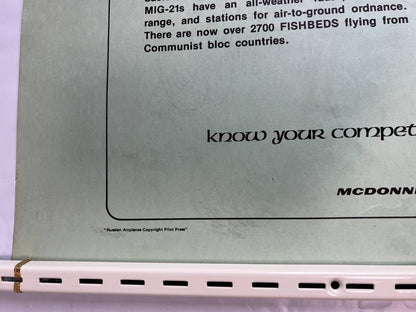 MIG-21s have an all-weather
range, and stations for air-to-ground ordnance.
There are now over 2700 FISHBEDS flying from
Communist bloc countries.
know your compet
MCDONN
"Russian Airplanes Copyright Pilot Press"